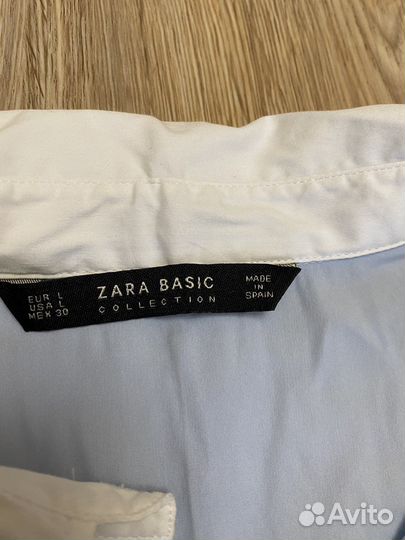 EUR L
USA L
MEX 30
ZARA BASIC
COLLECTION
MADE
IN
SPAIN
Avito